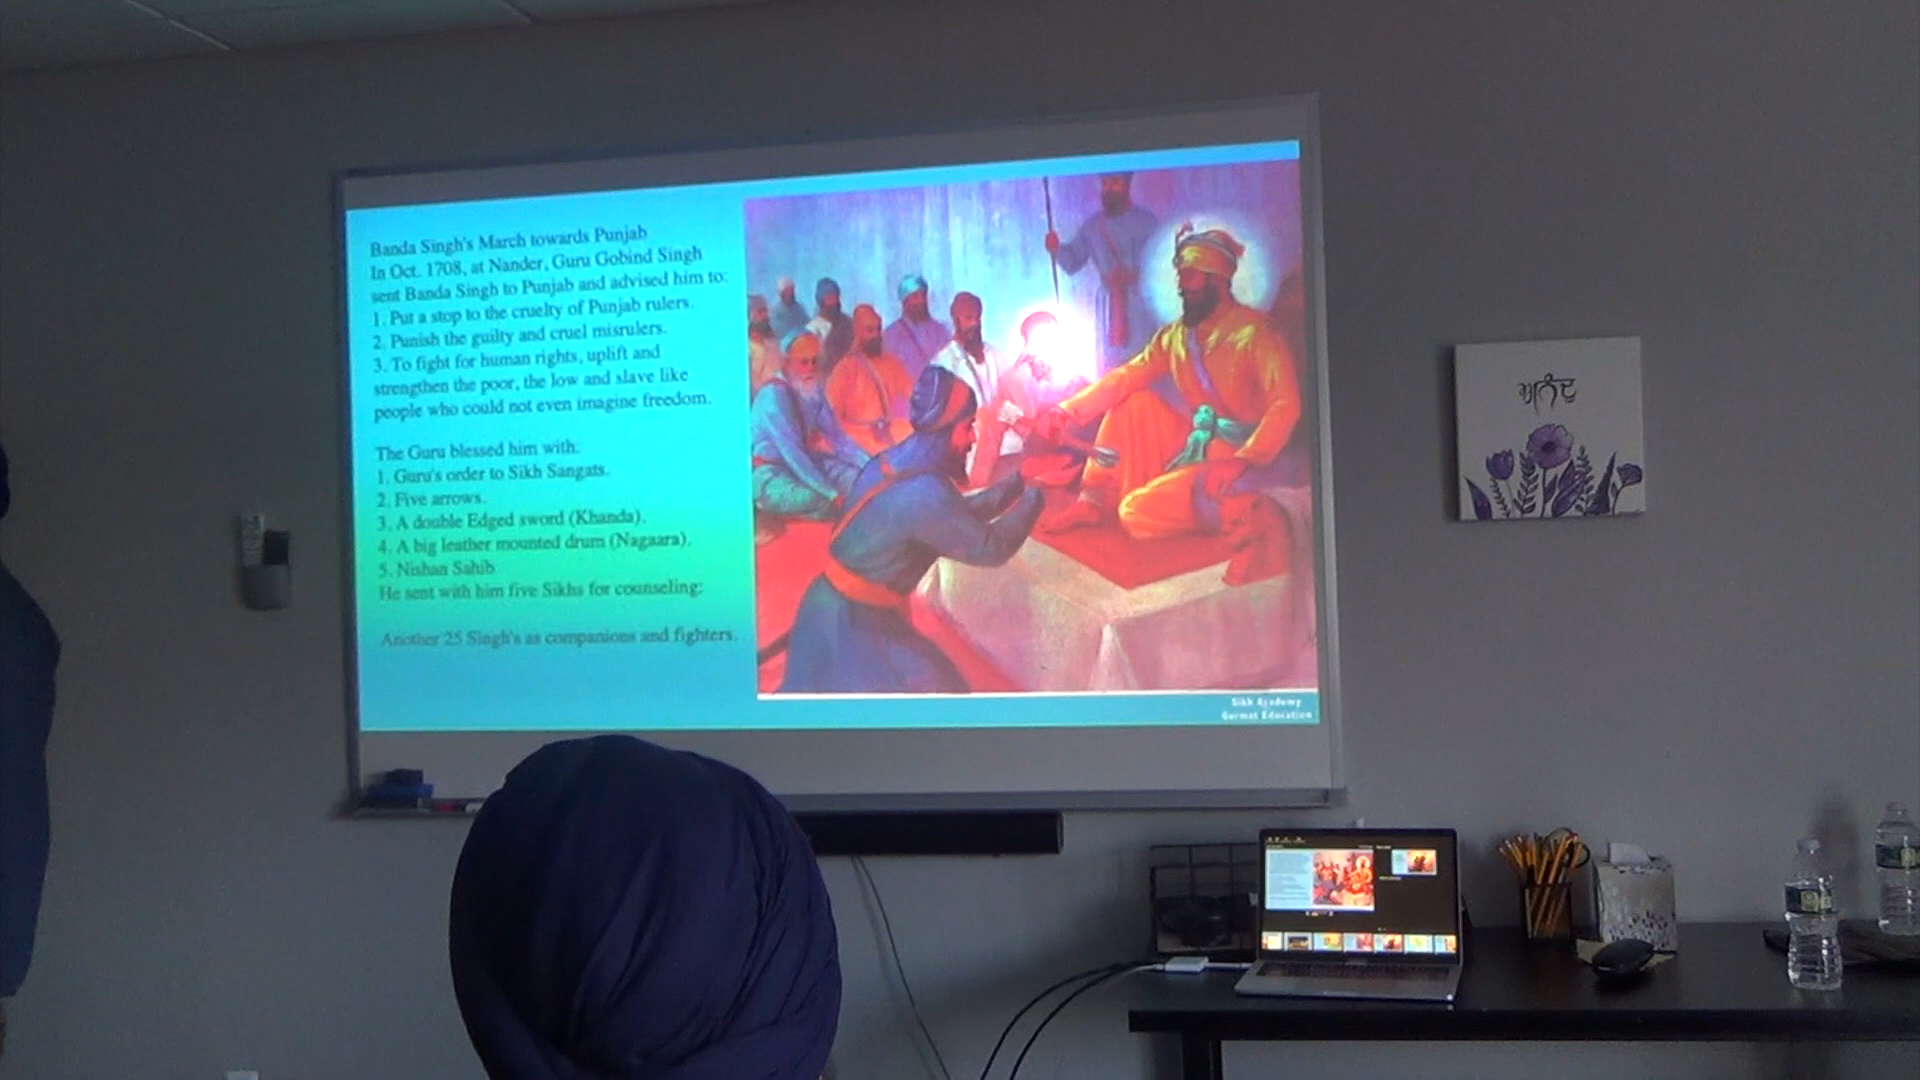 Banda Singh's March towards Punjab
In Oct. 1708, at Nander, Guru Gobind Singh
sent Banda Singh to Punjab and advised him to:
1. Put a stop to the cruelty of Punjab rulers.
2. Punish the guilty and cruel misrulers.
3. To fight for human rights, uplift and
strengthen the poor, the low and slave like
people who could not even imagine freedom.
The Guru blessed him with:
1. Guru's order to Sikh Sangats.
2. Five arrows.
3. A double Edged sword (Khanda).
4. A big leather mounted drum (Nagaara).
5. Nishan Sahib
He sent with him five Sikhs for counseling:
Another 25 Singh's as companions and fighters.
Sikh Academy
Gurmat Education
ਅਨੰਦੁ